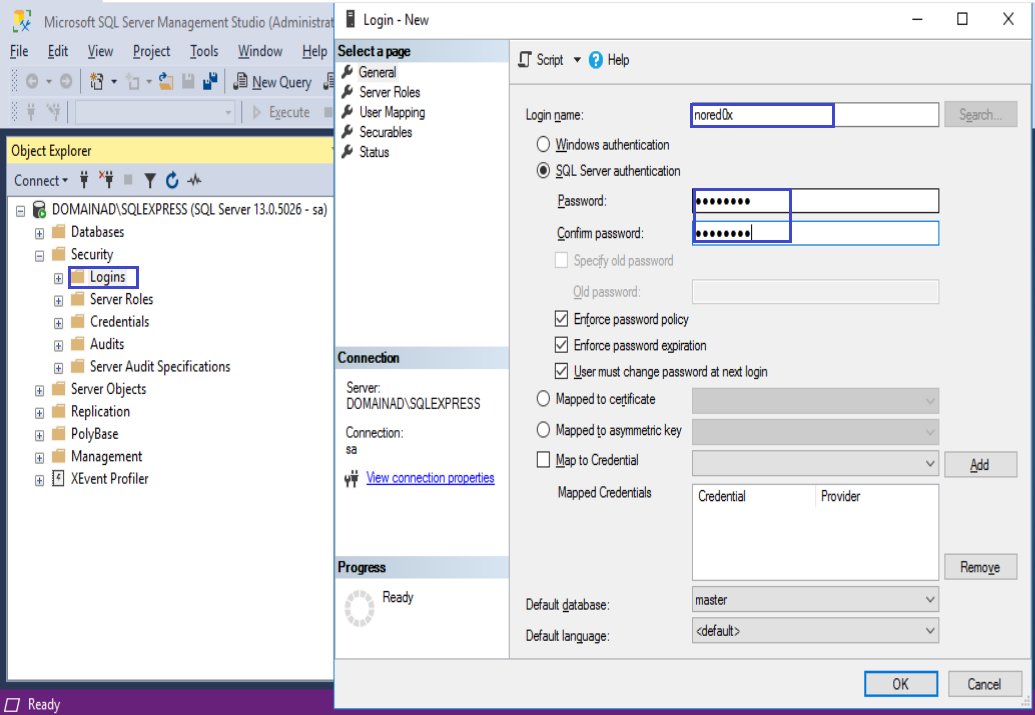 Microsoft SQL Server Management Studio (Administrat
File Edit View Project Tools Window Help
New Query
Execute
Object Explorer
Connect
DOMAINAD\SQLEXPRESS (SQL Server 13.0.5026 - sa)
Databases
Security
Logins
Server Roles
Credentials
Audits
Server Audit Specifications
Server Objects
Replication
PolyBase
Management
XEvent Profiler
Ready
Login - New
Select a page
General
Server Roles
User Mapping
Securables
Status
Connection
Server:
DOMAINAD\SQLEXPRESS
Connection:
sa
View connection properties
Progress
Ready
Script Help
Login name: nored0x Search...
Windows authentication
SQL Server authentication
Password: ●●●●●●●●
Confirm password: ●●●●●●●●
Specify old password
Old password:
Enforce password policy
Enforce password expiration
User must change password at next login
Mapped to certificate
Mapped to asymmetric key
Map to Credential Add
Mapped Credentials Credential Provider
Remove
Default database: master
Default language: <default>
OK Cancel